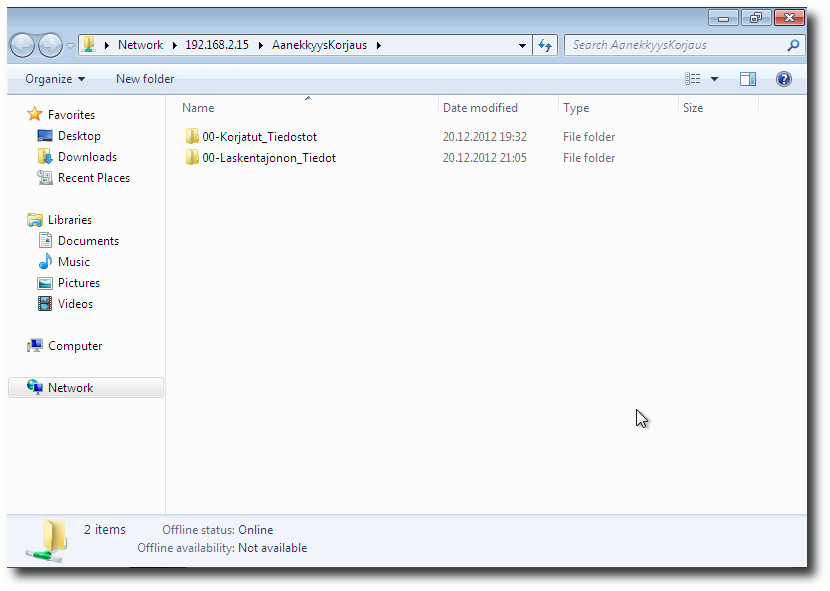 Network 192.168.2.15 AanekkyysKorjaus Search AanekkyysKorjaus
Organize New folder
Name Date modified Type Size
Favorites
Desktop
Downloads
Recent Places
Libraries
Documents
Music
Pictures
Videos
Computer
Network
00-Korjatut_Tiedostot 20.12.2012 19:32 File folder
00-Laskentajonon_Tiedot 20.12.2012 21:05 File folder
2 items Offline status: Online
Offline availability: Not available